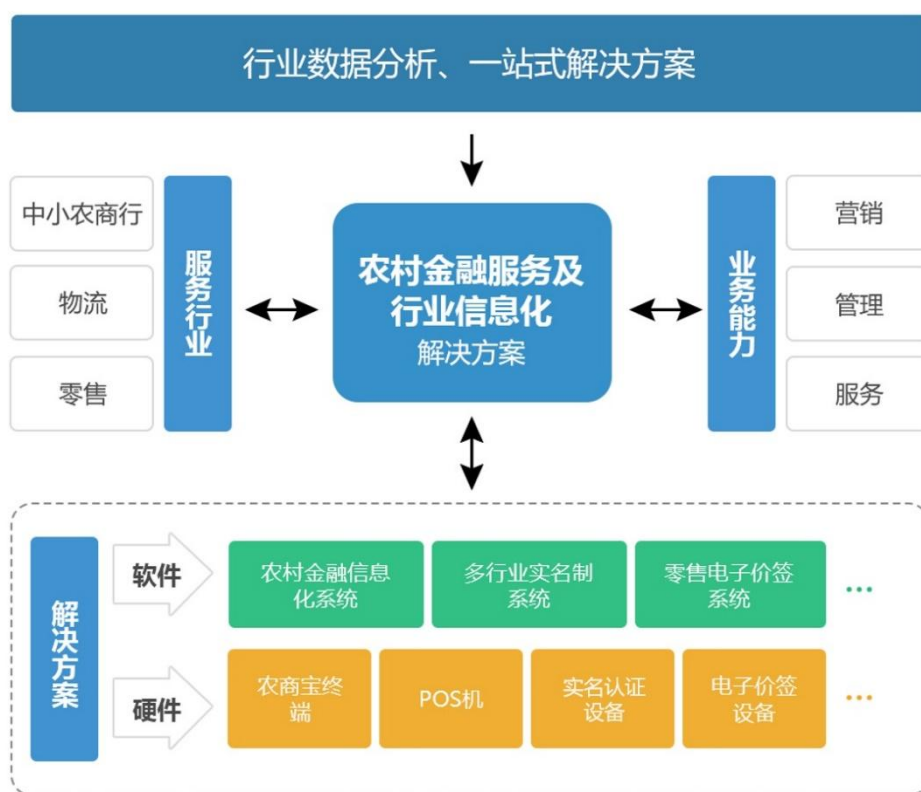 行业数据分析、一站式解决方案
中小农商行
物流
零售
服务行业
农村金融服务及
行业信息化
解决方案
业务能力
营销
管理
服务
解决方案
软件
农村金融信息
化系统
多行业实名制
系统
零售电子价签
系统
...
硬件
农商宝终
端
POS机
实名认证
设备
电子价签
设备
...